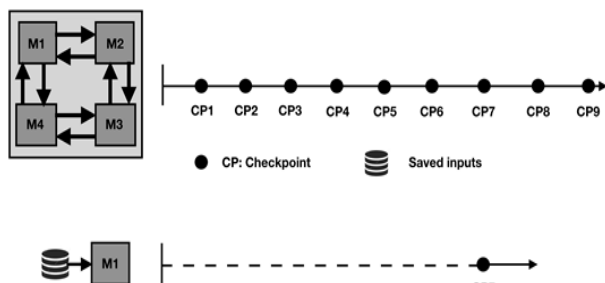 M1 M2
M4 M3
CP1 CP2 CP3 CP4 CP5 CP6 CP7 CP8 CP9
CP: Checkpoint Saved inputs
M1